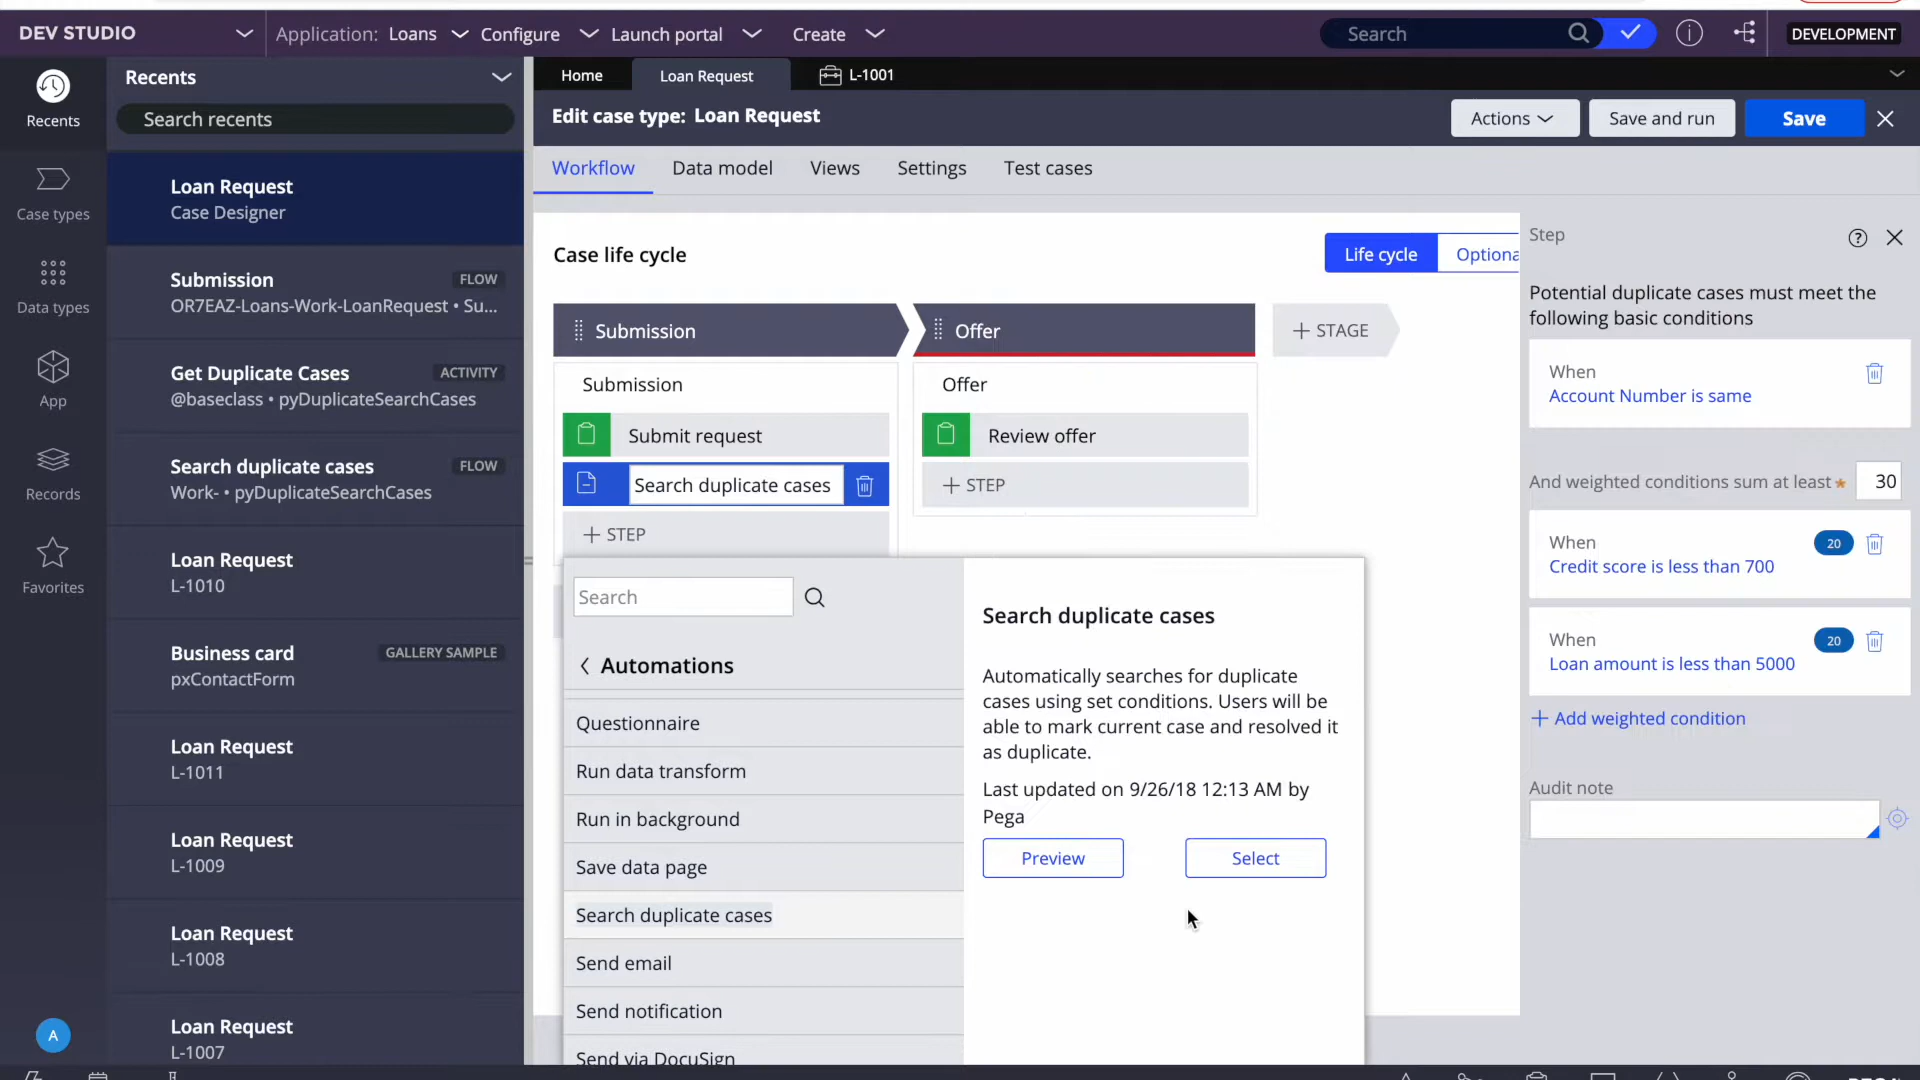 DEV STUDIO
Application: Loans
Configure
Launch portal
Create
Search
DEVELOPMENT
Recents
Case types
Data types
App
Records
Favorites
A
Recents
Search recents
Loan Request
Case Designer
Submission FLOW
OR7EAZ-Loans-Work-LoanRequest • Su...
Get Duplicate Cases ACTIVITY
@baseclass • pyDuplicateSearchCases
Search duplicate cases FLOW
Work- • pyDuplicateSearchCases
Loan Request
L-1010
Business card GALLERY SAMPLE
pxContactForm
Loan Request
L-1011
Loan Request
L-1009
Loan Request
L-1008
Loan Request
L-1007
Home
Loan Request
L-1001
Edit case type: Loan Request
Actions
Save and run
Save
Workflow
Data model
Views
Settings
Test cases
Case life cycle
Life cycle
Optiona
Submission
Offer
+ STAGE
Submission
Submit request
Search duplicate cases
+ STEP
Offer
Review offer
+ STEP
Search
Automations
Questionnaire
Run data transform
Run in background
Save data page
Search duplicate cases
Send email
Send notification
Send via DocuSign
Search duplicate cases
Automatically searches for duplicate
cases using set conditions. Users will be
able to mark current case and resolved it
as duplicate.
Last updated on 9/26/18 12:13 AM by
Pega
Preview
Select
Step
Potential duplicate cases must meet the
following basic conditions
When
Account Number is same
And weighted conditions sum at least★ 30
When 20
Credit score is less than 700
When 20
Loan amount is less than 5000
+ Add weighted condition
Audit note